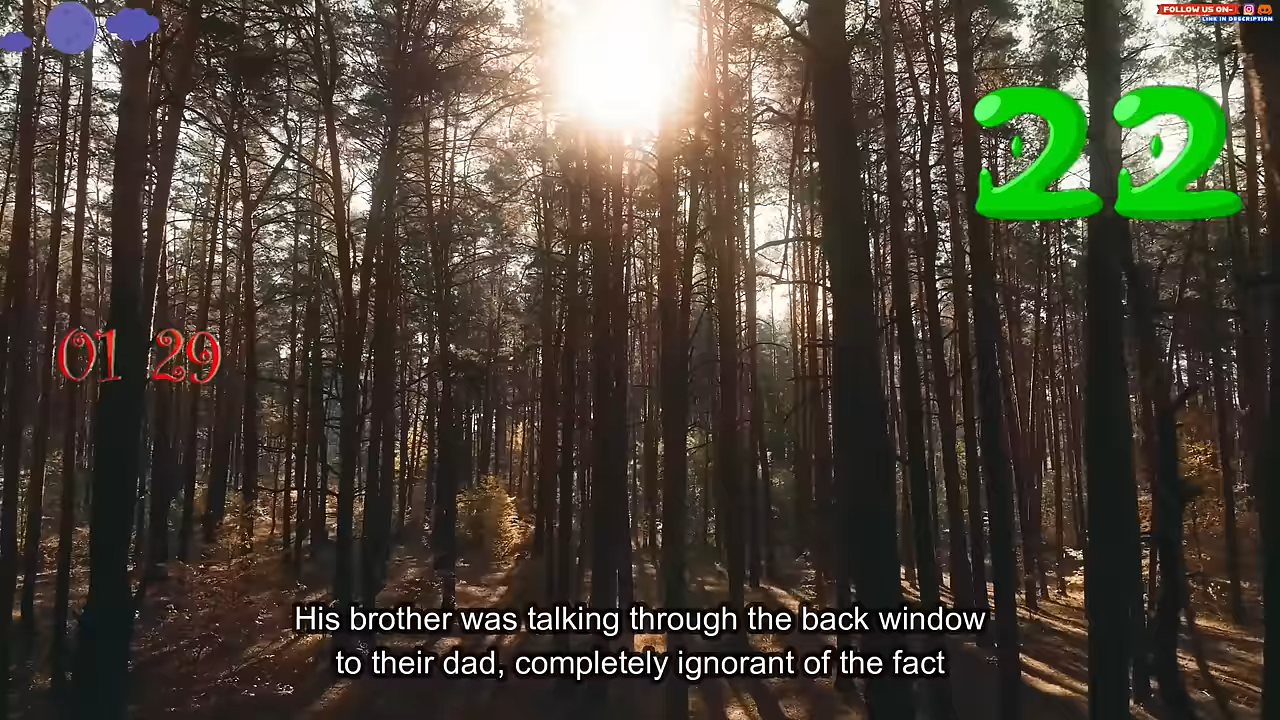 FOLLOW US ON-
LINK IN DESCRIPTION
22
01 29
His brother was talking through the back window
to their dad, completely ignorant of the fact